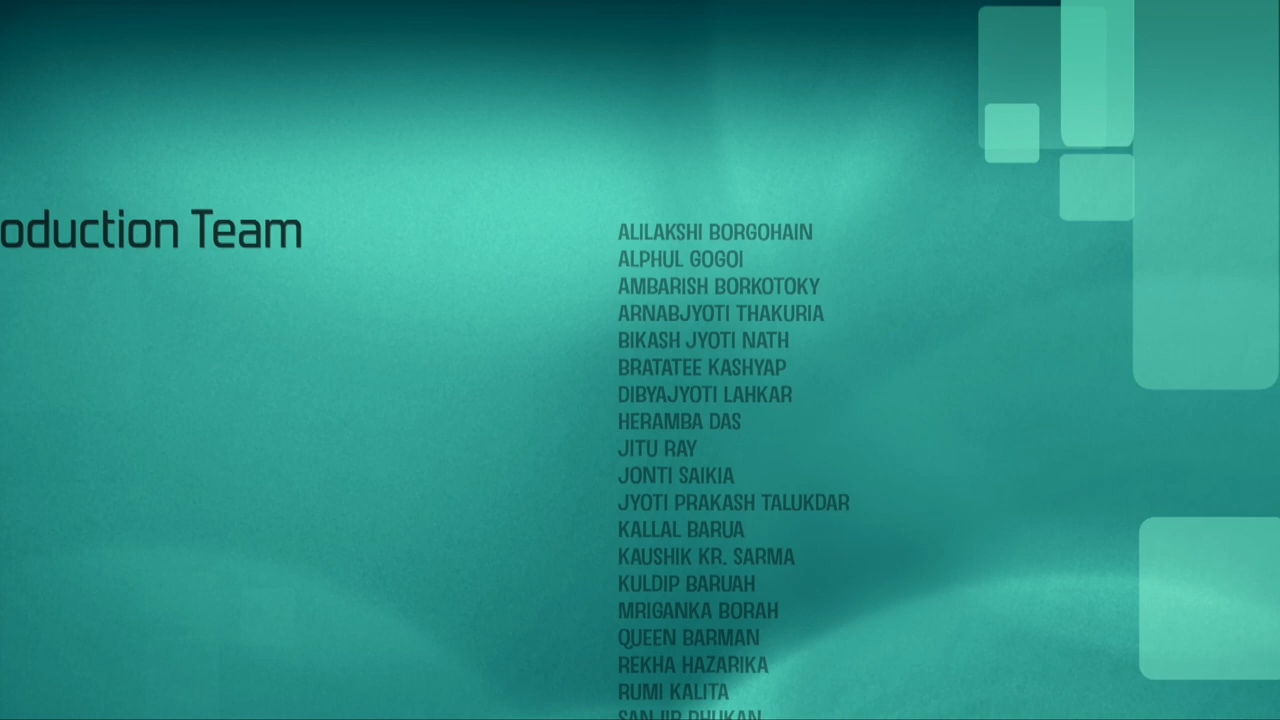 oduction Team
ALILAKSHI BORGOHAIN
ALPHUL GOGOI
AMBARISH BORKOTOKY
ARNABJYOTI THAKURIA
BIKASH JYOTI NATH
BRATATEE KASHYAP
DIBYAJYOTI LAHKAR
HERAMBA DAS
JITU RAY
JONTI SAIKIA
JYOTI PRAKASH TALUKDAR
KALLAL BARUA
KAUSHIK KR. SARMA
KULDIP BARUAH
MRIGANKA BORAH
QUEEN BARMAN
REKHA HAZARIKA
RUMI KALITA